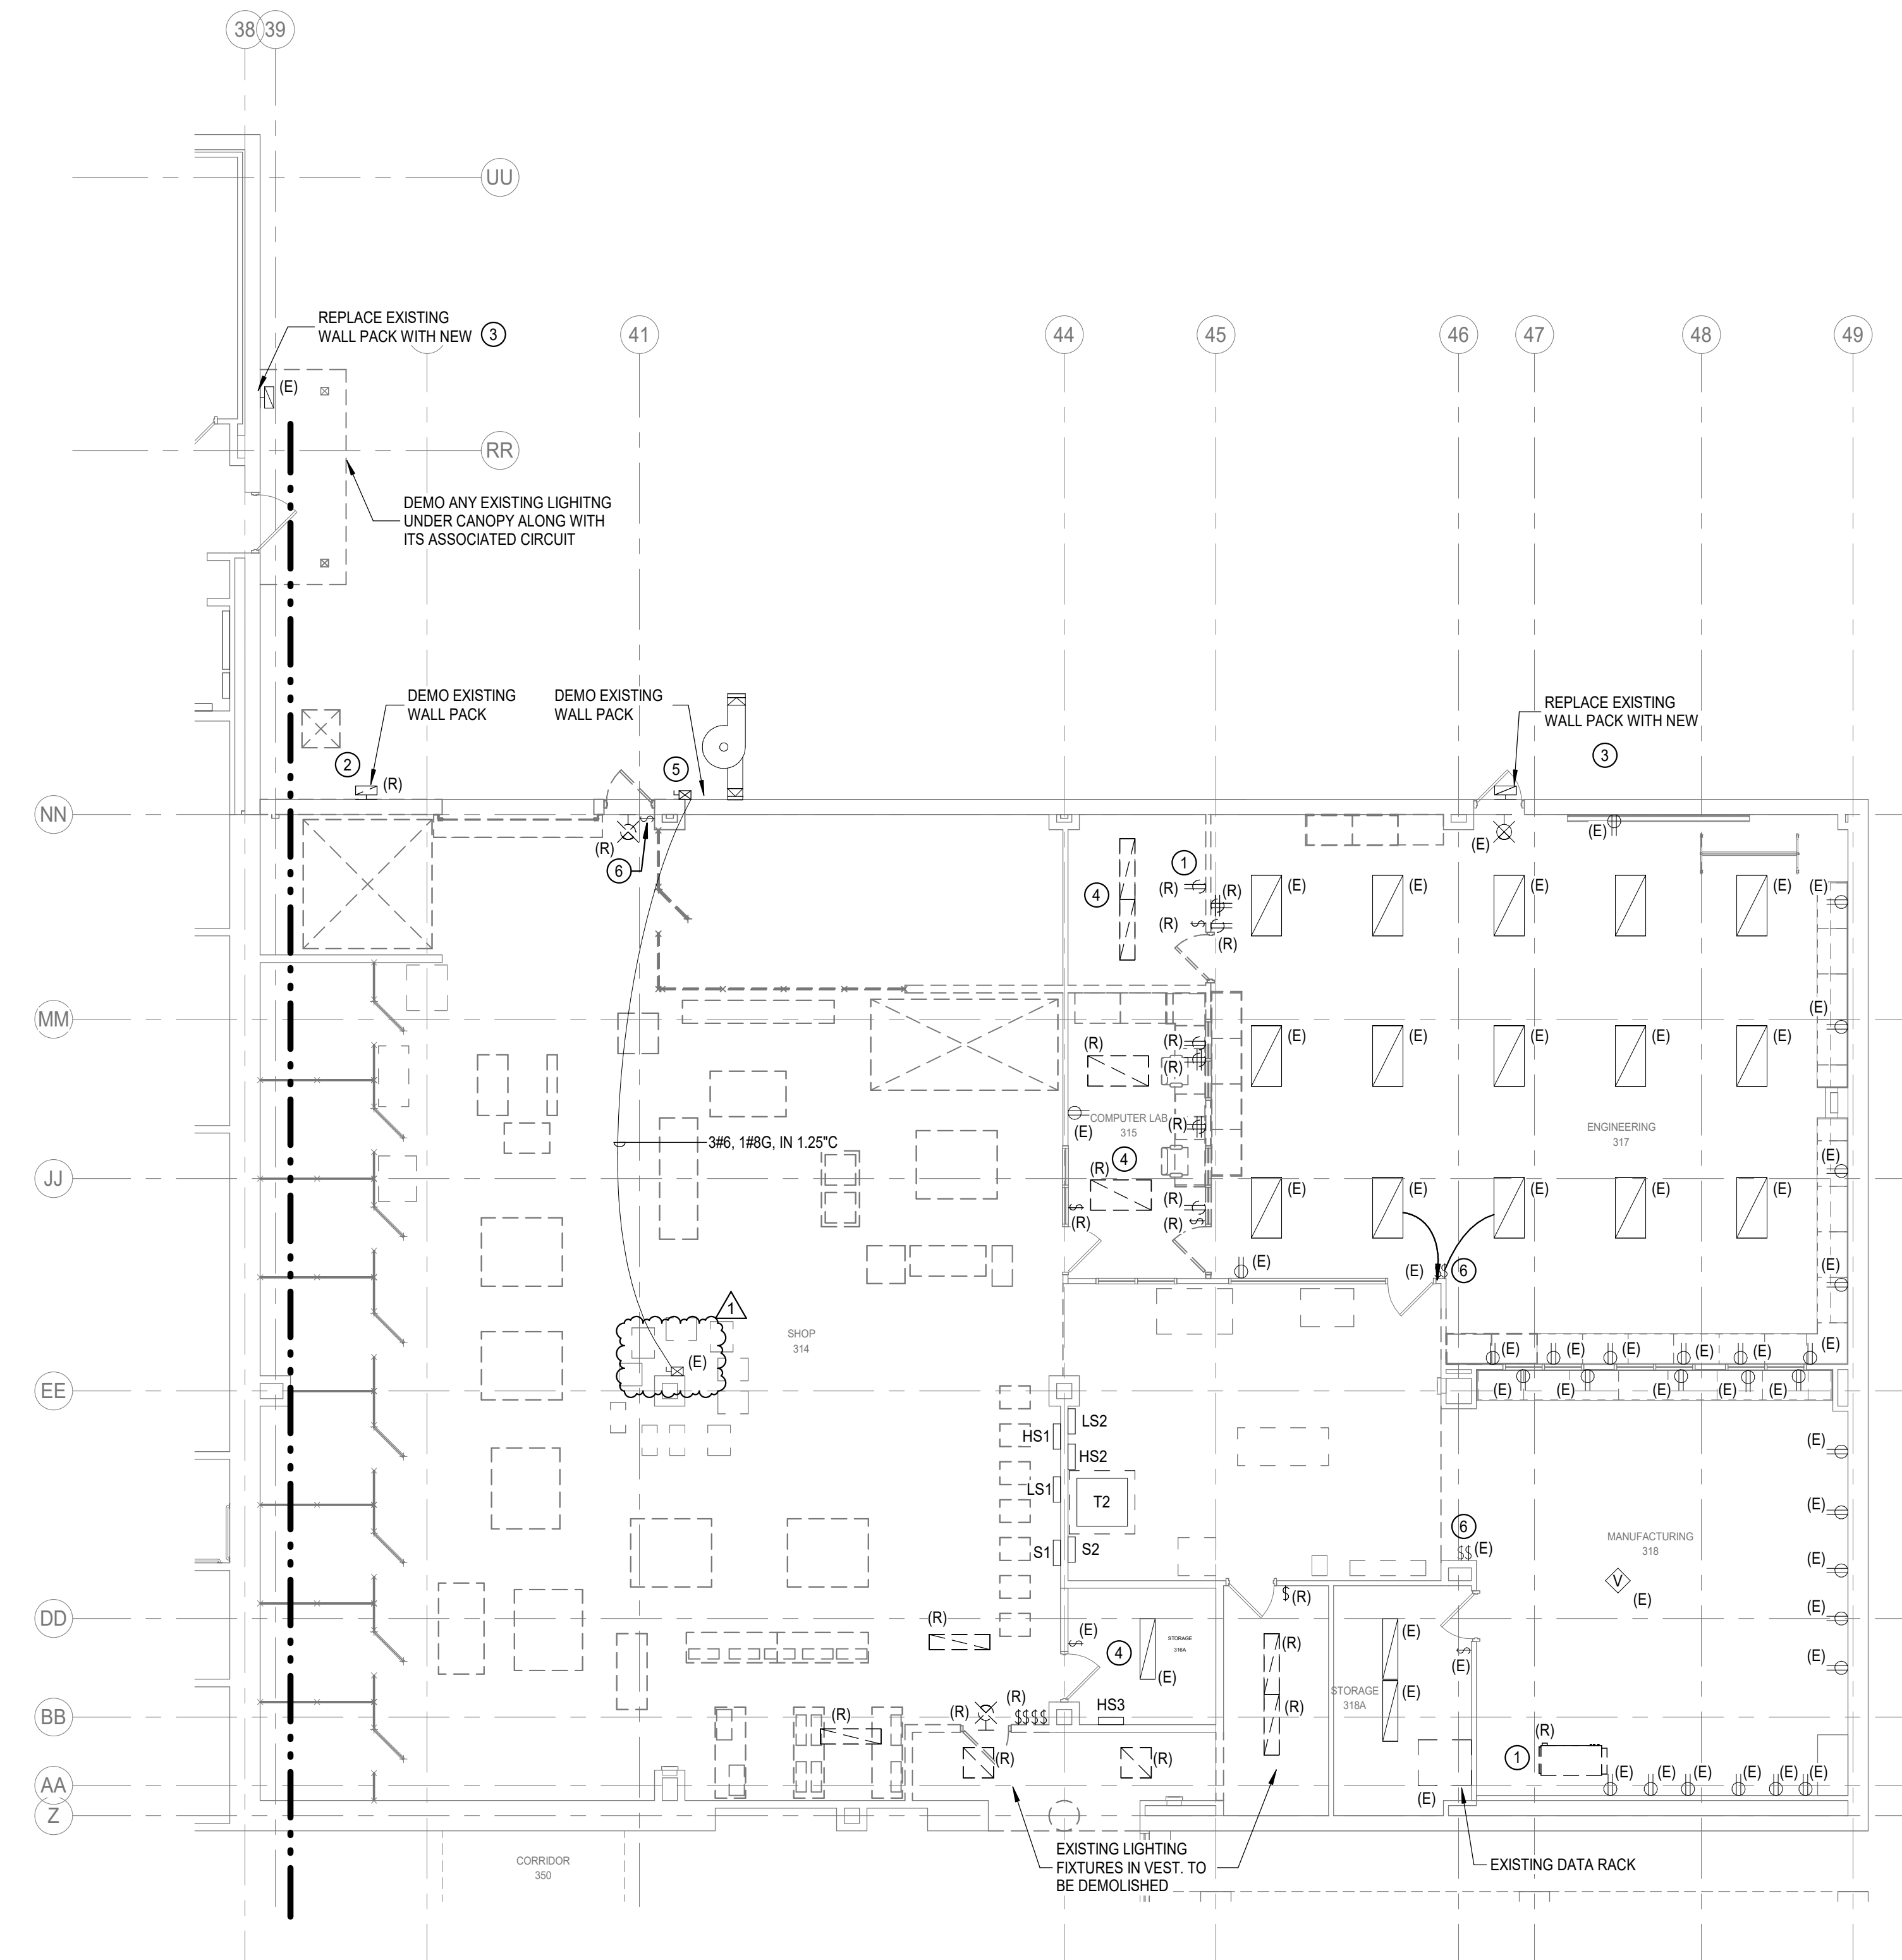 38
39
UU
REPLACE EXISTING
WALL PACK WITH NEW
3
41
44
45
46
47
48
49
(E)
RR
DEMO ANY EXISTING LIGHITNG
UNDER CANOPY ALONG WITH
ITS ASSOCIATED CIRCUIT
DEMO EXISTING
WALL PACK
DEMO EXISTING
WALL PACK
REPLACE EXISTING
WALL PACK WITH NEW
3
2
5
(R)
NN
(R)
6
(E)
(E)
1
4
(R)
(R)
(R)
(R)
(E)
(E)
(E)
(E)
(E)
(E)
MM
(E)
(R)
(R)
(R)
(E)
(E)
(E)
(E)
(E)
COMPUTER LAB
315
(E)
(R)
ENGINEERING
317
3#6, 1#8G, IN 1.25"C
4
(E)
JJ
(R)
(R)
(R)
(R)
(E)
(E)
(E)
(E)
(E)
(E)
(E)
6
(E)
1
SHOP
314
(E)
(E)
(E)
(E)
(E)
(E)
(E)
EE
(E)
(E)
(E)
(E)
(E)
LS2
HS1
HS2
(E)
LS1
T2
(E)
S1
S2
6
$$
(E)
MANUFACTURING
318
V
(E)
(E)
$
(R)
DD
(R)
(E)
4
STORAGE
316A
(E)
(R)
(E)
(E)
(E)
(E)
(E)
STORAGE
318A
(E)
BB
(R)
(R)
(R)
$$$$
HS3
(R)
(R)
(R)
(R)
1
(E)
(E)
(E)
(E)
(E)
(E)
(E)
AA
Z
EXISTING LIGHTING
FIXTURES IN VEST. TO
BE DEMOLISHED
EXISTING DATA RACK
CORRIDOR
350